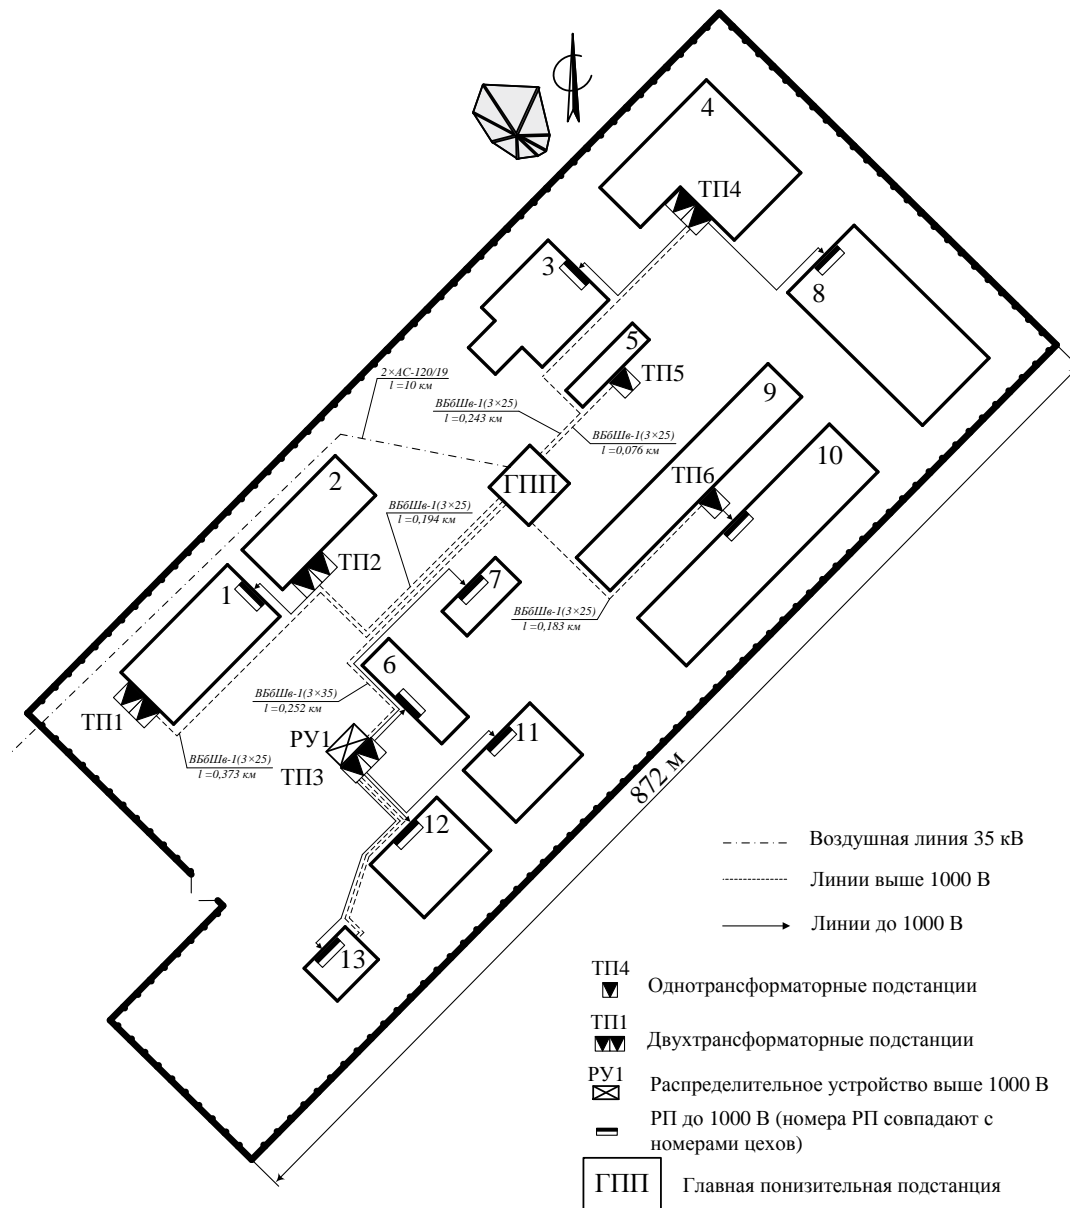 4
ТП4
3
8
5
ТП5
2×АС-120/19
l =10 км
ВБбШв-1(3×25)
l =0,243 км
9
ВБбШв-1(3×25)
l =0,076 км
10
2
ГПП
ТП6
ВБбШв-1(3×25)
l =0,194 км
ТП2
1
7
ВБбШв-1(3×25)
l =0,183 км
6
ВБбШв-1(3×35)
l =0,252 км
ТП1
РУ1
11
ВБбШв-1(3×25)
l =0,373 км
ТП3
872 м
12
13
Воздушная линия 35 кВ
Линии выше 1000 В
Линии до 1000 В
ТП4
Однотрансформаторные подстанции
ТП1
Двухтрансформаторные подстанции
РУ1
Распределительное устройство выше 1000 В
РП до 1000 В (номера РП совпадают с
номерами цехов)
ГПП
Главная понизительная подстанция